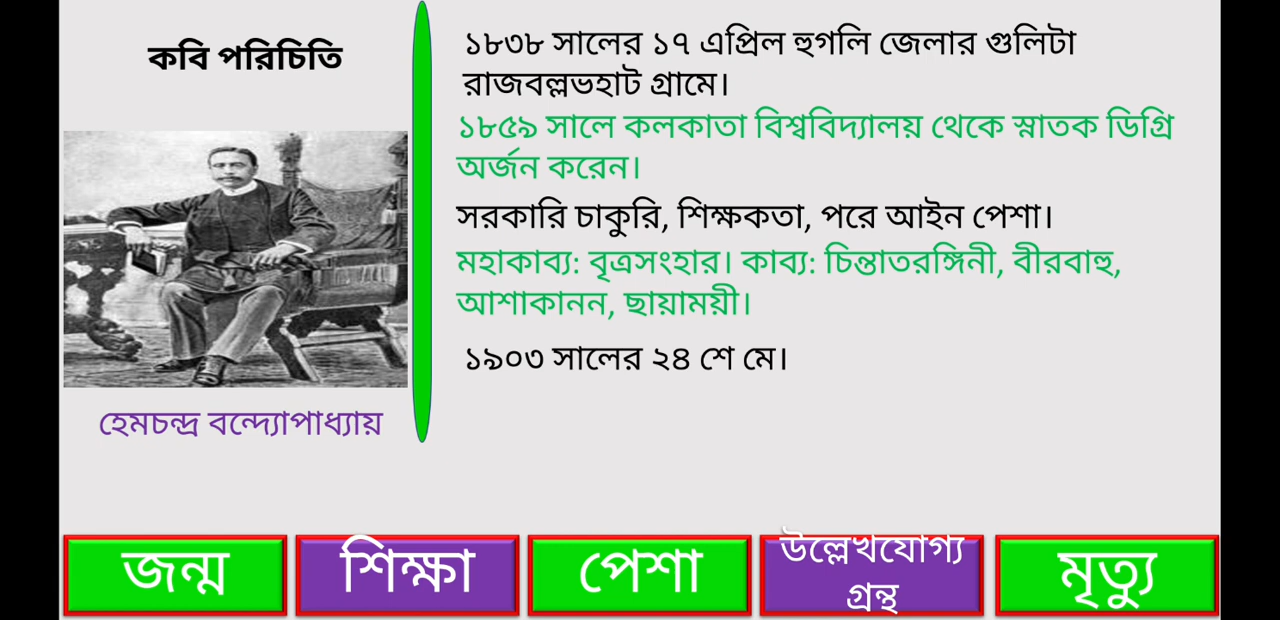 কবি পরিচিতি
১৮৩৮ সালের ১৭ এপ্রিল হুগলি জেলার গুলিটা
রাজবল্লভহাট গ্রামে।
১৮৫৯ সালে কলকাতা বিশ্ববিদ্যালয় থেকে স্নাতক ডিগ্রি
অর্জন করেন।
সরকারি চাকুরি, শিক্ষকতা, পরে আইন পেশা।
মহাকাব্য: বৃত্রসংহার। কাব্য: চিন্তাতরঙ্গিনী, বীরবাহু,
আশাকানন, ছায়াময়ী।
১৯০৩ সালের ২৪ শে মে।
হেমচন্দ্র বন্দ্যোপাধ্যায়
জন্ম
শিক্ষা
পেশা
উল্লেখযোগ্য
গ্রন্থ
মৃত্যু